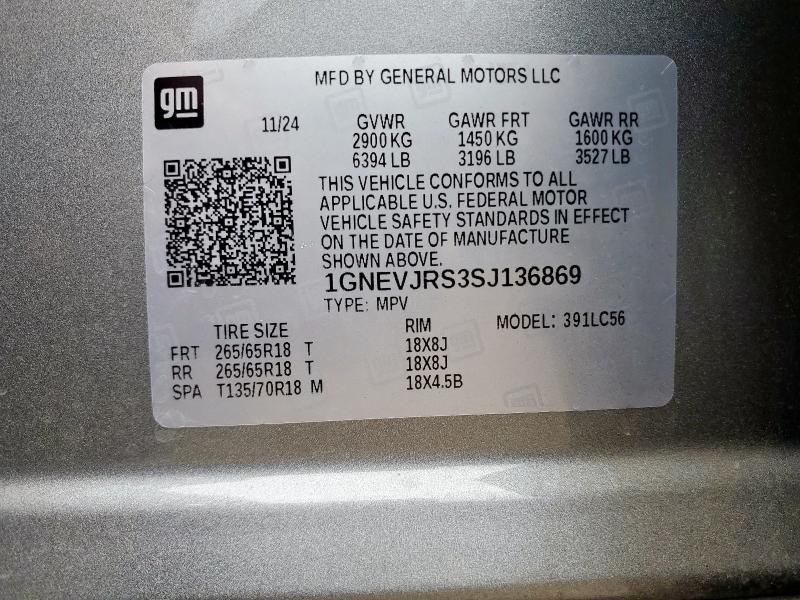 MFD BY GENERAL MOTORS LLC
gm
11/24 GVWR GAWR FRT GAWR RR
2900 KG 1450 KG 1600 KG
6394 LB 3196 LB 3527 LB
THIS VEHICLE CONFORMS TO ALL
APPLICABLE U.S. FEDERAL MOTOR
VEHICLE SAFETY STANDARDS IN EFFECT
ON THE DATE OF MANUFACTURE
SHOWN ABOVE.
1GNEVJRS3SJ136869
TYPE: MPV
TIRE SIZE RIM MODEL: 391LC56
FRT 265/65R18 T 18X8J
RR 265/65R18 T 18X8J
SPA T135/70R18 M 18X4.5B